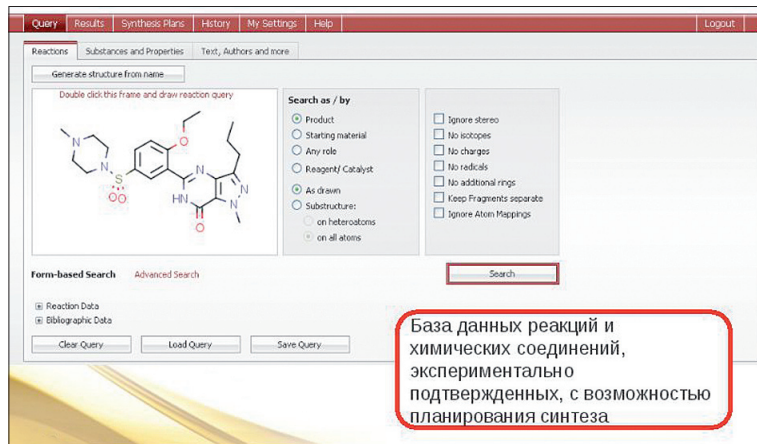 Query Results Synthesis Plans History My Settings Help Logout
Reactions Substances and Properties Text, Authors and more
Generate structure from name
Double click this frame and draw reaction query
N
N
S
O O
O
N
HN
N
N
O
Search as / by
Product
Starting material
Any role
Reagent/ Catalyst
As drawn
Substructure:
on heteroatoms
on all atoms
Ignore stereo
No isotopes
No charges
No radicals
No additional rings
Keep Fragments separate
Ignore Atom Mappings
Form-based Search Advanced Search
Search
Reaction Data
Bibliographic Data
Clear Query Load Query Save Query
База данных реакций и
химических соединений,
экспериментально
подтвержденных, с возможностью
планирования синтеза